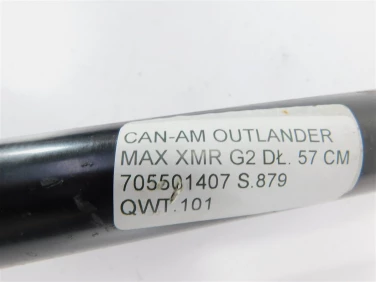 CAN-AM OUTLANDER
MAX XMR G2 DŁ. 57 CM
705501407 S.879
QWT.101